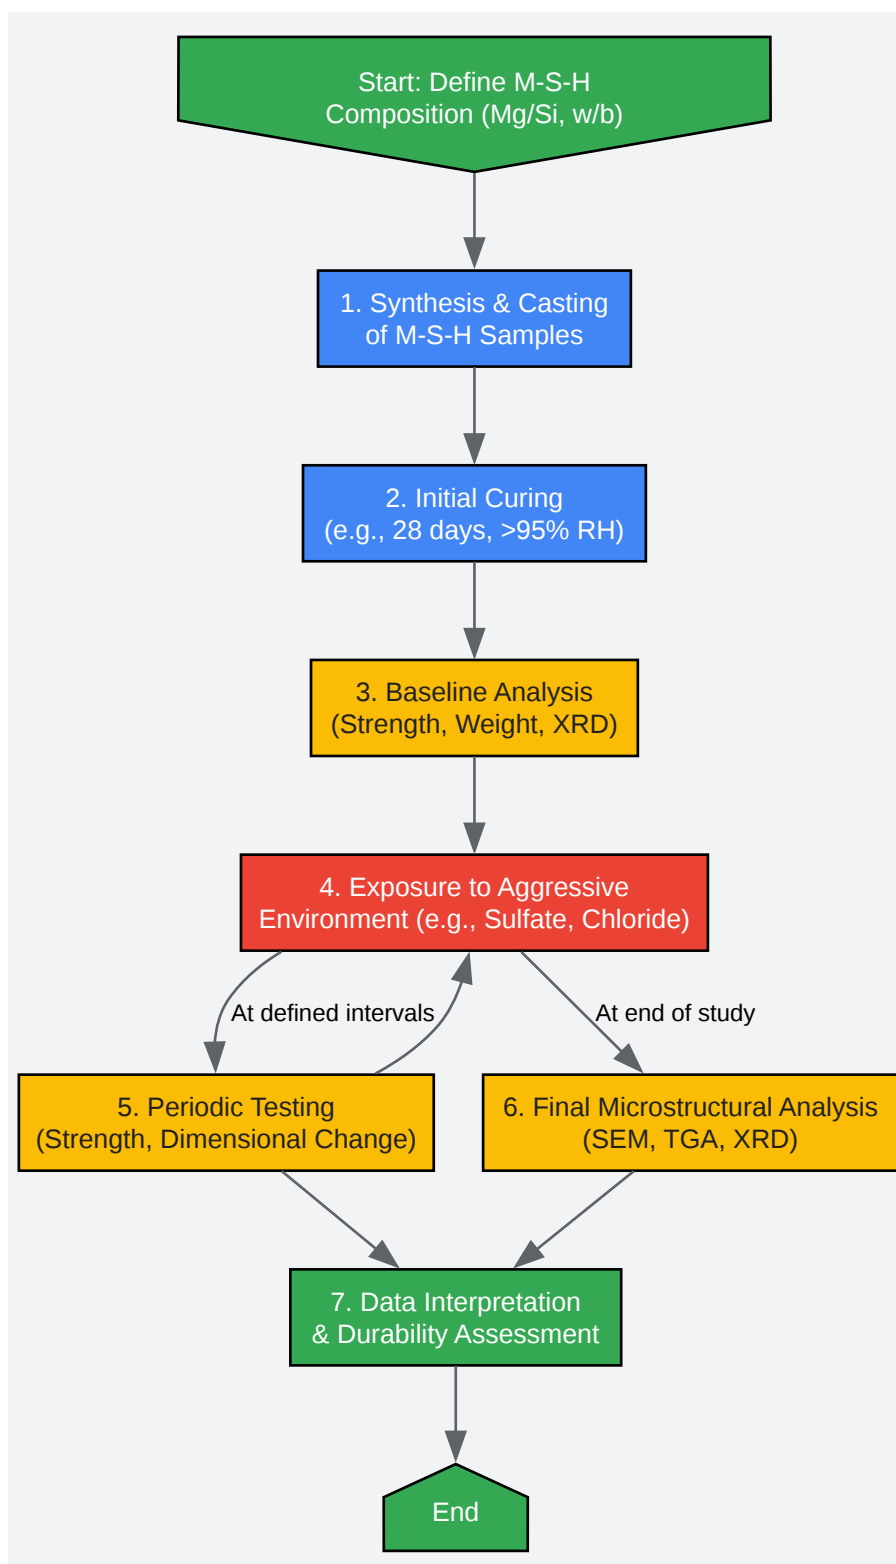 Start: Define M-S-H
Composition (Mg/Si, w/b)
1. Synthesis & Casting
of M-S-H Samples
2. Initial Curing
(e.g., 28 days, >95% RH)
3. Baseline Analysis
(Strength, Weight, XRD)
4. Exposure to Aggressive
Environment (e.g., Sulfate, Chloride)
At defined intervals
At end of study
5. Periodic Testing
(Strength, Dimensional Change)
6. Final Microstructural Analysis
(SEM, TGA, XRD)
7. Data Interpretation
& Durability Assessment
End